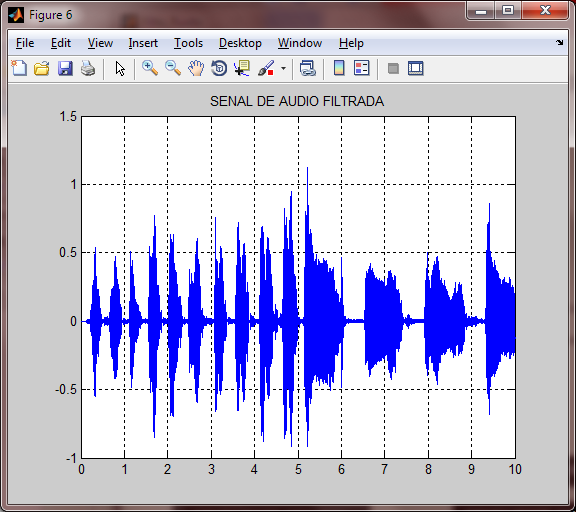 Figure 6
File Edit View Insert Tools Desktop Window Help
SENAL DE AUDIO FILTRADA
1.5
1
0.5
0
-0.5
-1
0 1 2 3 4 5 6 7 8 9 10